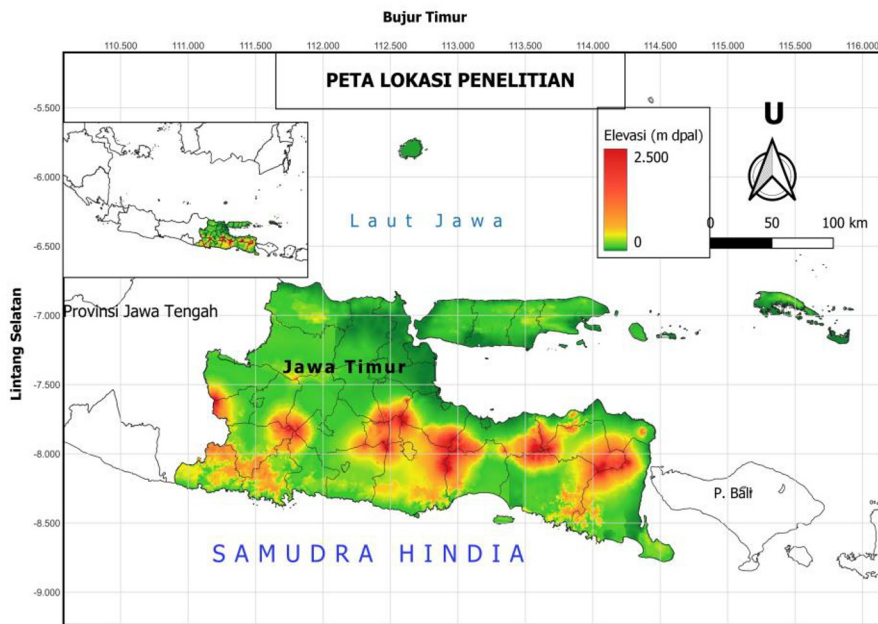 Bujur Timur
110.500 111.000 111.500 112.000 112.500 113.000 113.500 114.000 114.500 115.000 115.500 116.000
PETA LOKASI PENELITIAN
-5.500
-6.000
-6.500
-7.000
-7.500
-8.000
-8.500
-9.000
Lintang Selatan
Elevasi (m dpal)
2.500
0
U
0 50 100 km
Laut Jawa
Provinsi Jawa Tengah
Jawa Timur
P. Bali
SAMUDRA HINDIA